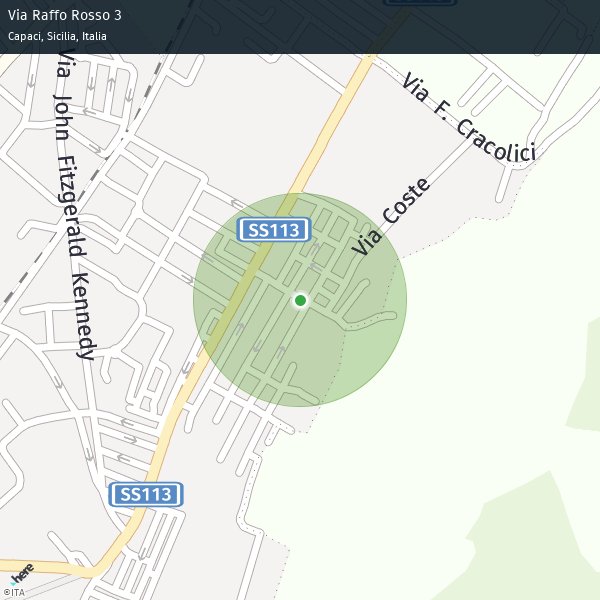 Via Raffo Rosso 3
Capaci, Sicilia, Italia
Via John Fitzgerald Kennedy
Via F. Cracolici
Via Coste
SS113
SS113
here
©ITA